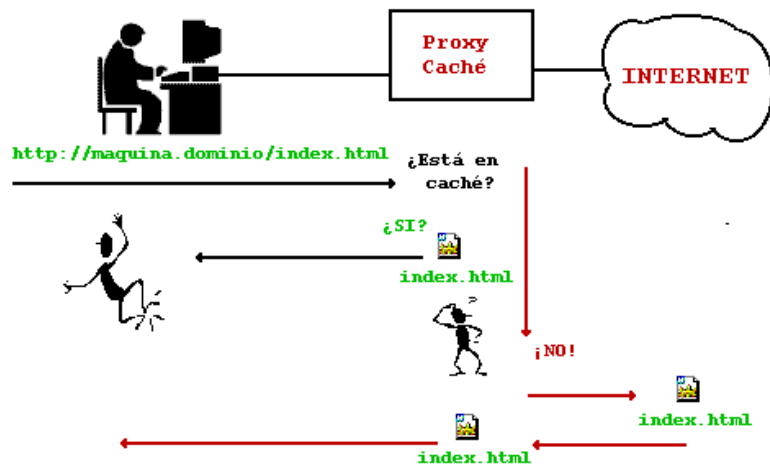 Proxy
Caché
INTERNET
http://maquina.dominio/index.html
¿Está en
caché?
¿SI?
index.html
¡NO!
index.html
index.html